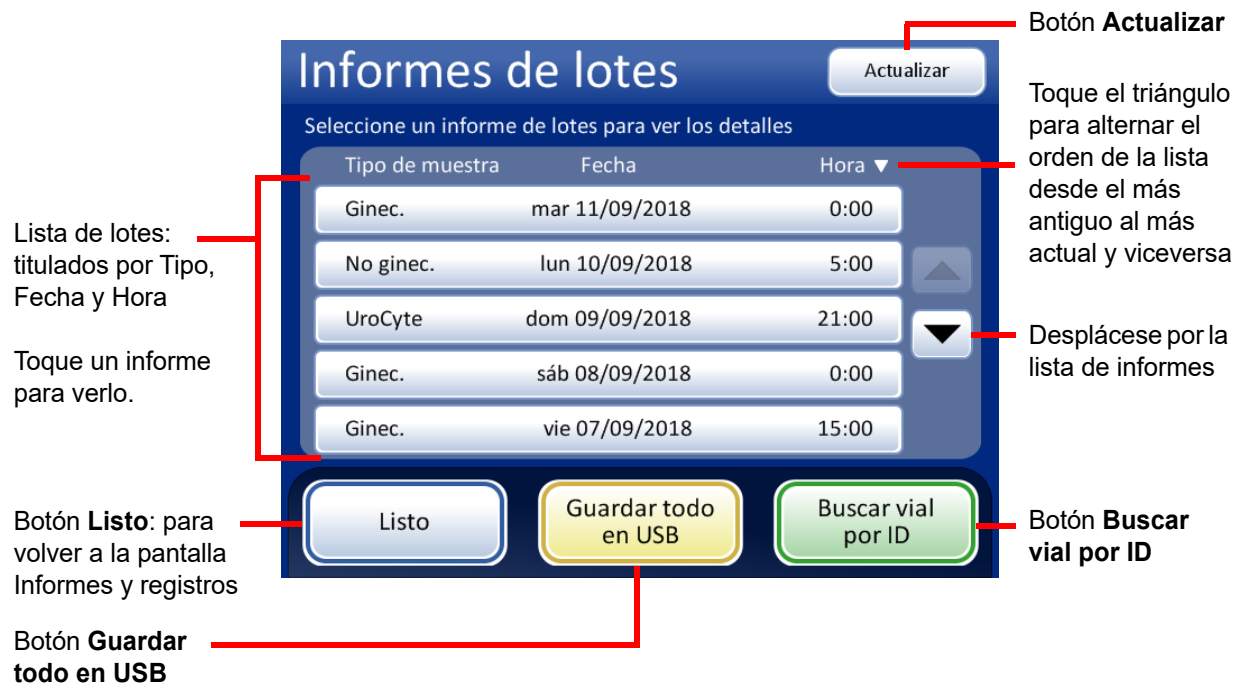 Botón Actualizar
Informes de lotes
Actualizar
Seleccione un informe de lotes para ver los detalles
Toque el triángulo
para alternar el
orden de la lista
desde el más
antiguo al más
actual y viceversa
Tipo de muestra Fecha Hora ▼
Ginec. mar 11/09/2018 0:00
No ginec. lun 10/09/2018 5:00
UroCyte dom 09/09/2018 21:00
Ginec. sáb 08/09/2018 0:00
Ginec. vie 07/09/2018 15:00
Lista de lotes:
titulados por Tipo,
Fecha y Hora
Toque un informe
para verlo.
Desplácese por la
lista de informes
Listo
Guardar todo
en USB
Buscar vial
por ID
Botón Listo: para
volver a la pantalla
Informes y registros
Botón Buscar
vial por ID
Botón Guardar
todo en USB